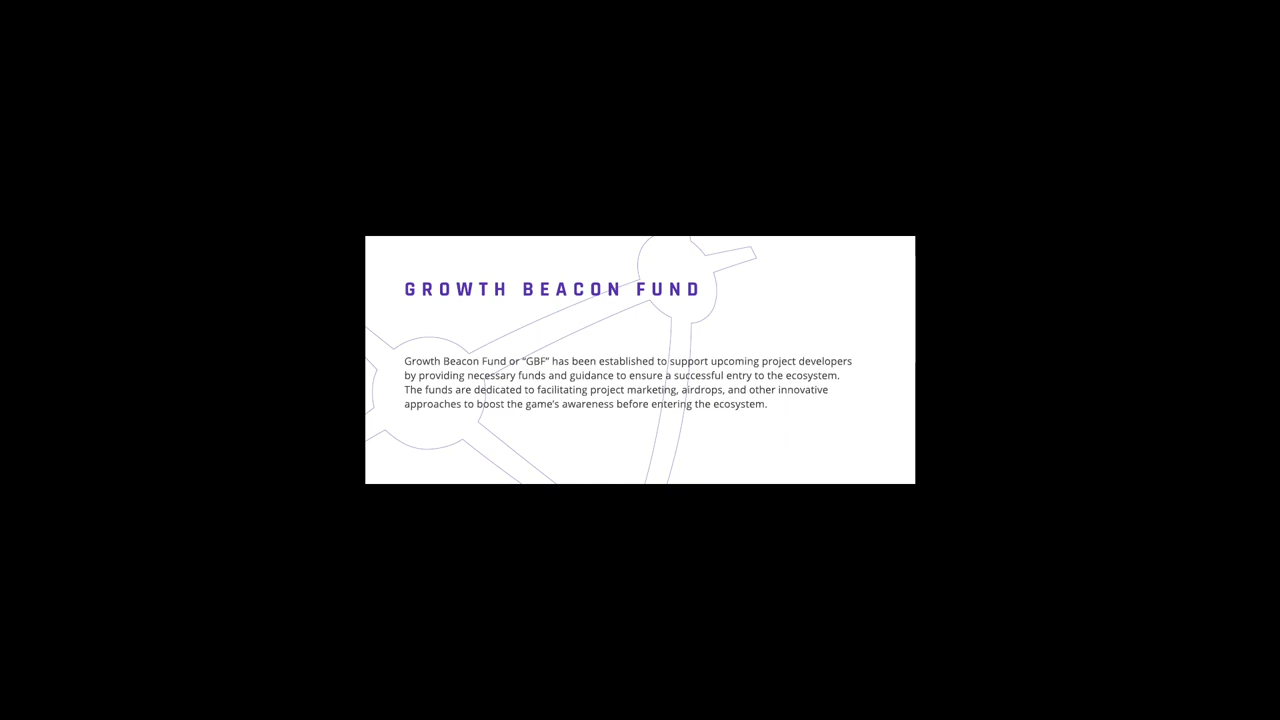 GROWTH BEACON FUND
Growth Beacon Fund or “GBF” has been established to support upcoming project developers
by providing necessary funds and guidance to ensure a successful entry to the ecosystem.
The funds are dedicated to facilitating project marketing, airdrops, and other innovative
approaches to boost the game’s awareness before entering the ecosystem.